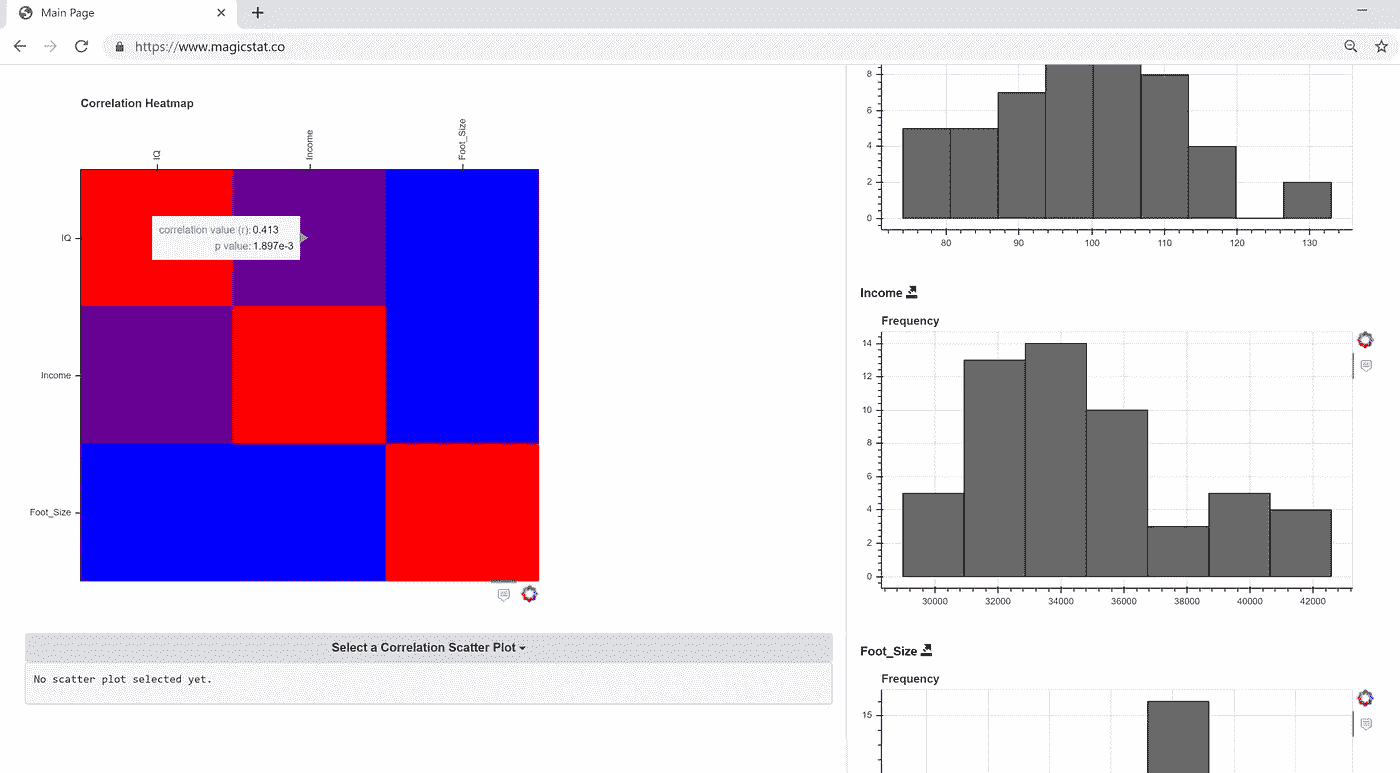 Main Page
https://www.magicstat.co
Correlation Heatmap
IQ
Income
Foot_Size
IQ
Income
Foot_Size
correlation value (r): 0.413
p value: 1.897e-3
Select a Correlation Scatter Plot
No scatter plot selected yet.
8
6
4
2
0
80 90 100 110 120 130
Income
Frequency
14
12
10
8
6
4
2
0
30000 32000 34000 36000 38000 40000 42000
Foot_Size
Frequency
15